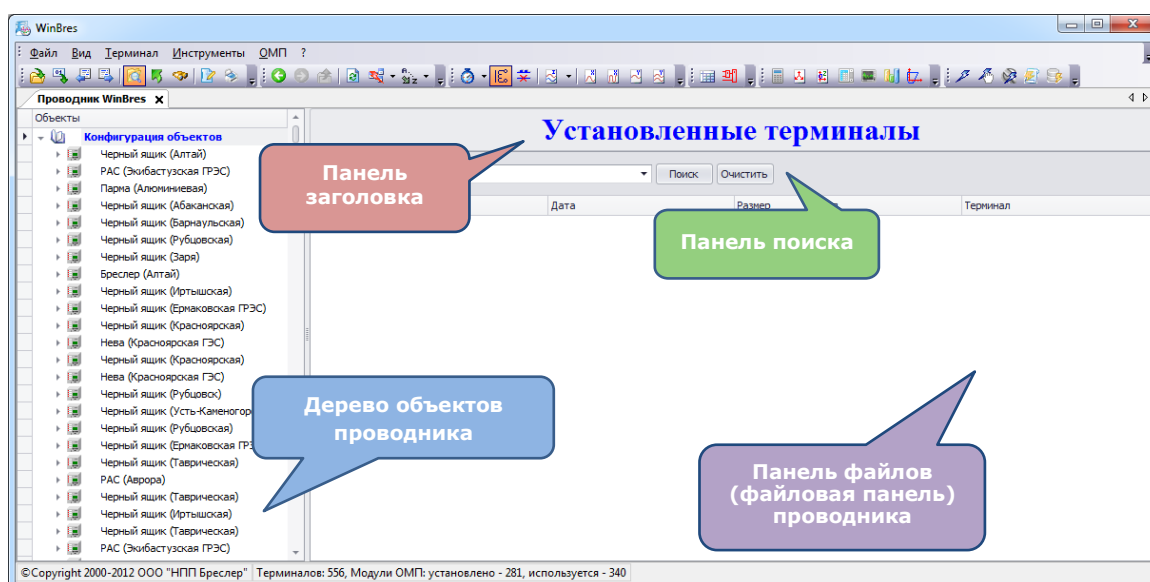 WinBres
Файл Вид Терминал Инструменты ОМП ?
Проводник WinBres
Объекты
Конфигурация объектов
Черный ящик (Алтай)
РАС (Экибастузская ГРЭС)
Парма (Алюминиевая)
Черный ящик (Абаканская)
Черный ящик (Барнаульская)
Черный ящик (Рубцовская)
Черный ящик (Заря)
Бреслер (Алтай)
Черный ящик (Иртышская)
Черный ящик (Ермаковская ГРЭС)
Черный ящик (Красноярская)
Нева (Красноярская ГЭС)
Черный ящик (Красноярская)
Нева (Красноярская ГЭС)
Черный ящик (Рубцовск)
Черный ящик (Усть-Каменогор
Черный ящик (Рубцовская)
Черный ящик (Ермаковская ГРЭ
Черный ящик (Таврическая)
РАС (Аврора)
Черный ящик (Таврическая)
Черный ящик (Иртышская)
Черный ящик (Таврическая)
РАС (Экибастузская ГРЭС)
Установленные терминалы
Поиск Очистить
Дата Размер Терминал
Панель
заголовка
Панель поиска
Дерево объектов
проводника
Панель файлов
(файловая панель)
проводника
©Copyright 2000-2012 ООО "НПП Бреслер" Терминалов: 556, Модули ОМП: установлено - 281, используется - 340